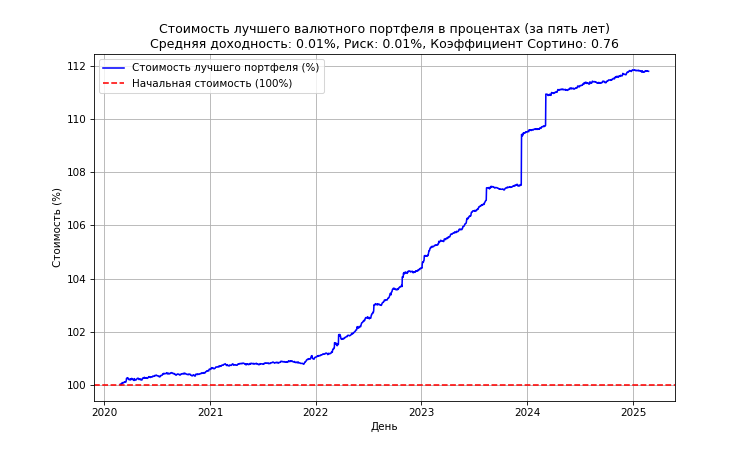 Стоимость лучшего валютного портфеля в процентах (за пять лет)
Средняя доходность: 0.01%, Риск: 0.01%, Коэффициент Сортино: 0.76
Стоимость лучшего портфеля (%)
Начальная стоимость (100%)
Стоимость (%)
112
110
108
106
104
102
100
2020
2021
2022
2023
2024
2025
День